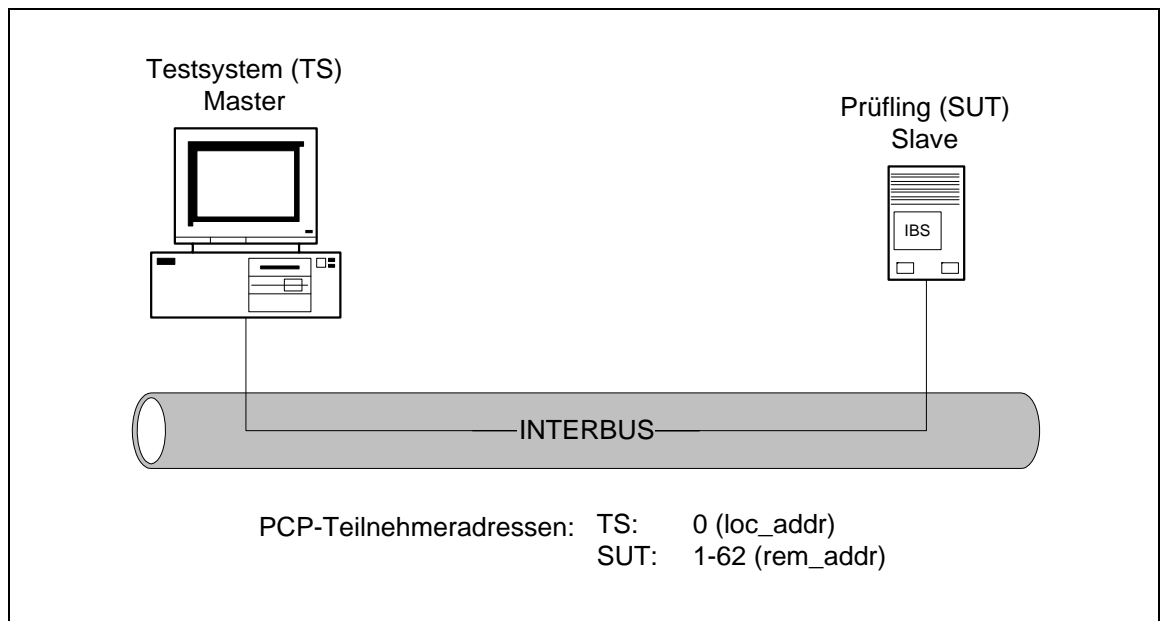 Testsystem (TS)
Master
Prüfling (SUT)
Slave
IBS
INTERBUS
PCP-Teilnehmeradressen: TS: 0 (loc_addr)
SUT: 1-62 (rem_addr)